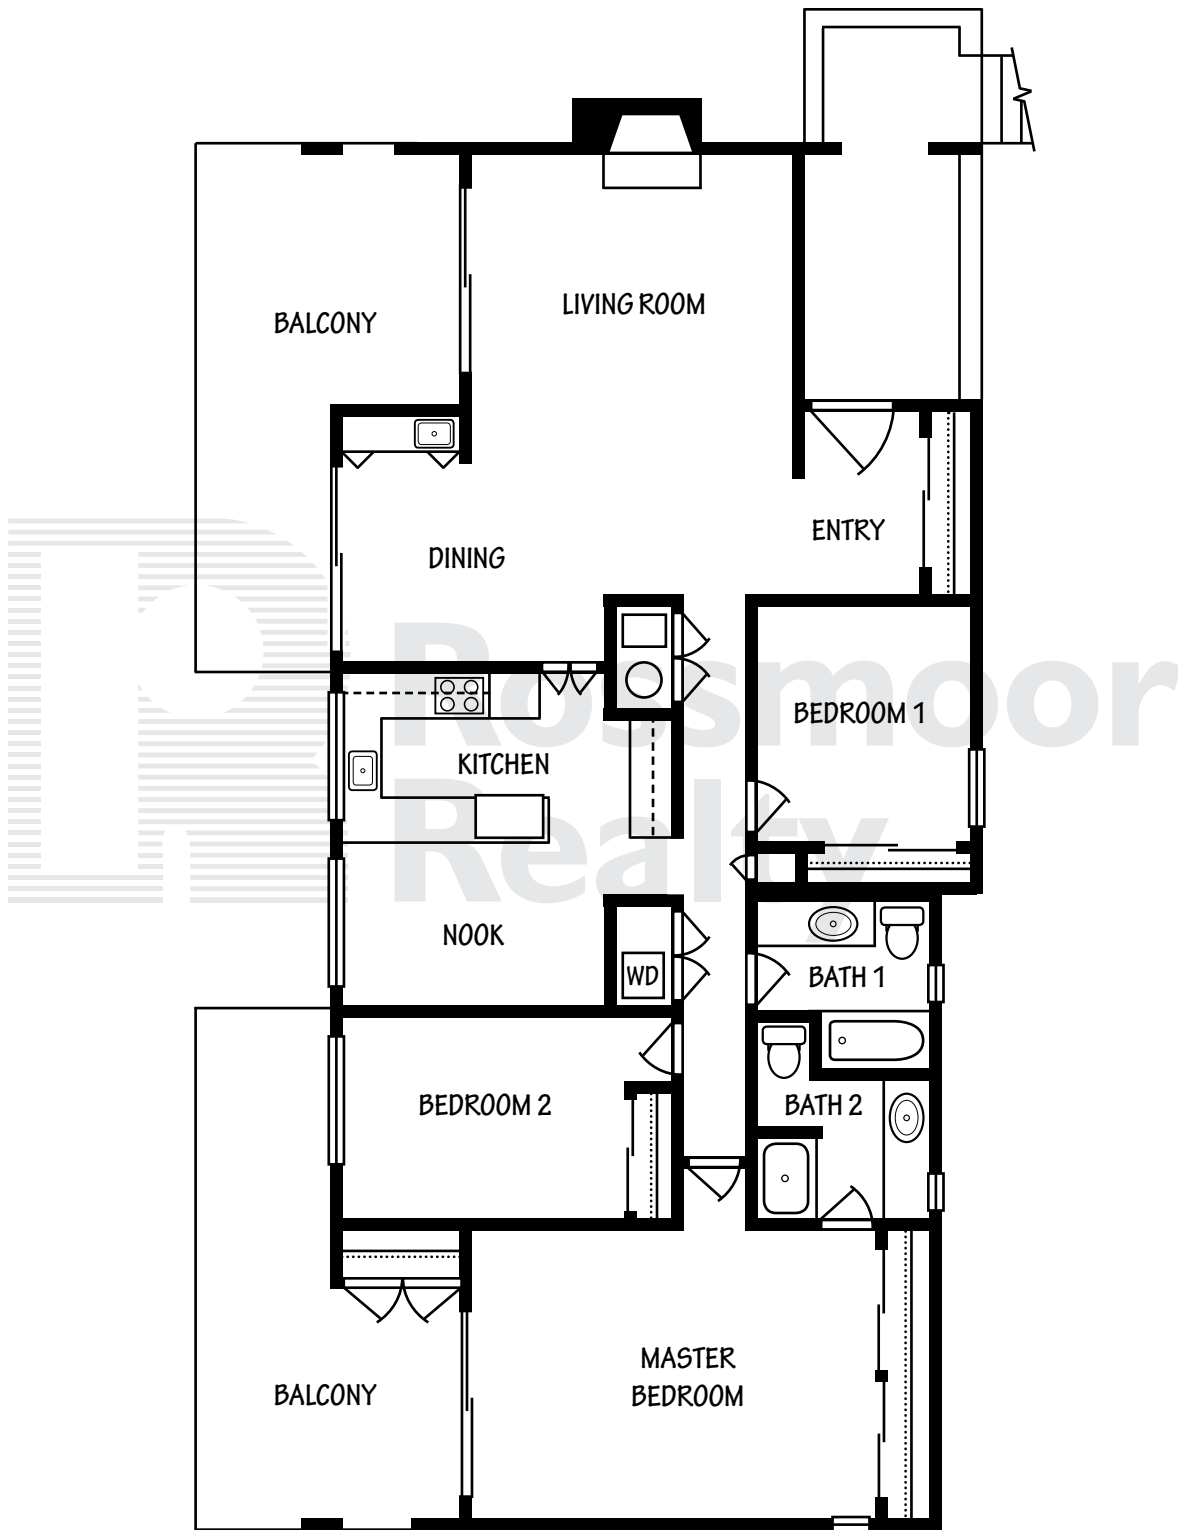 LIVING ROOM
BALCONY
ENTRY
DINING
Rossmoor
Realty
BEDROOM 1
KITCHEN
NOOK
WD
BATH 1
BEDROOM 2
BATH 2
MASTER
BEDROOM
BALCONY